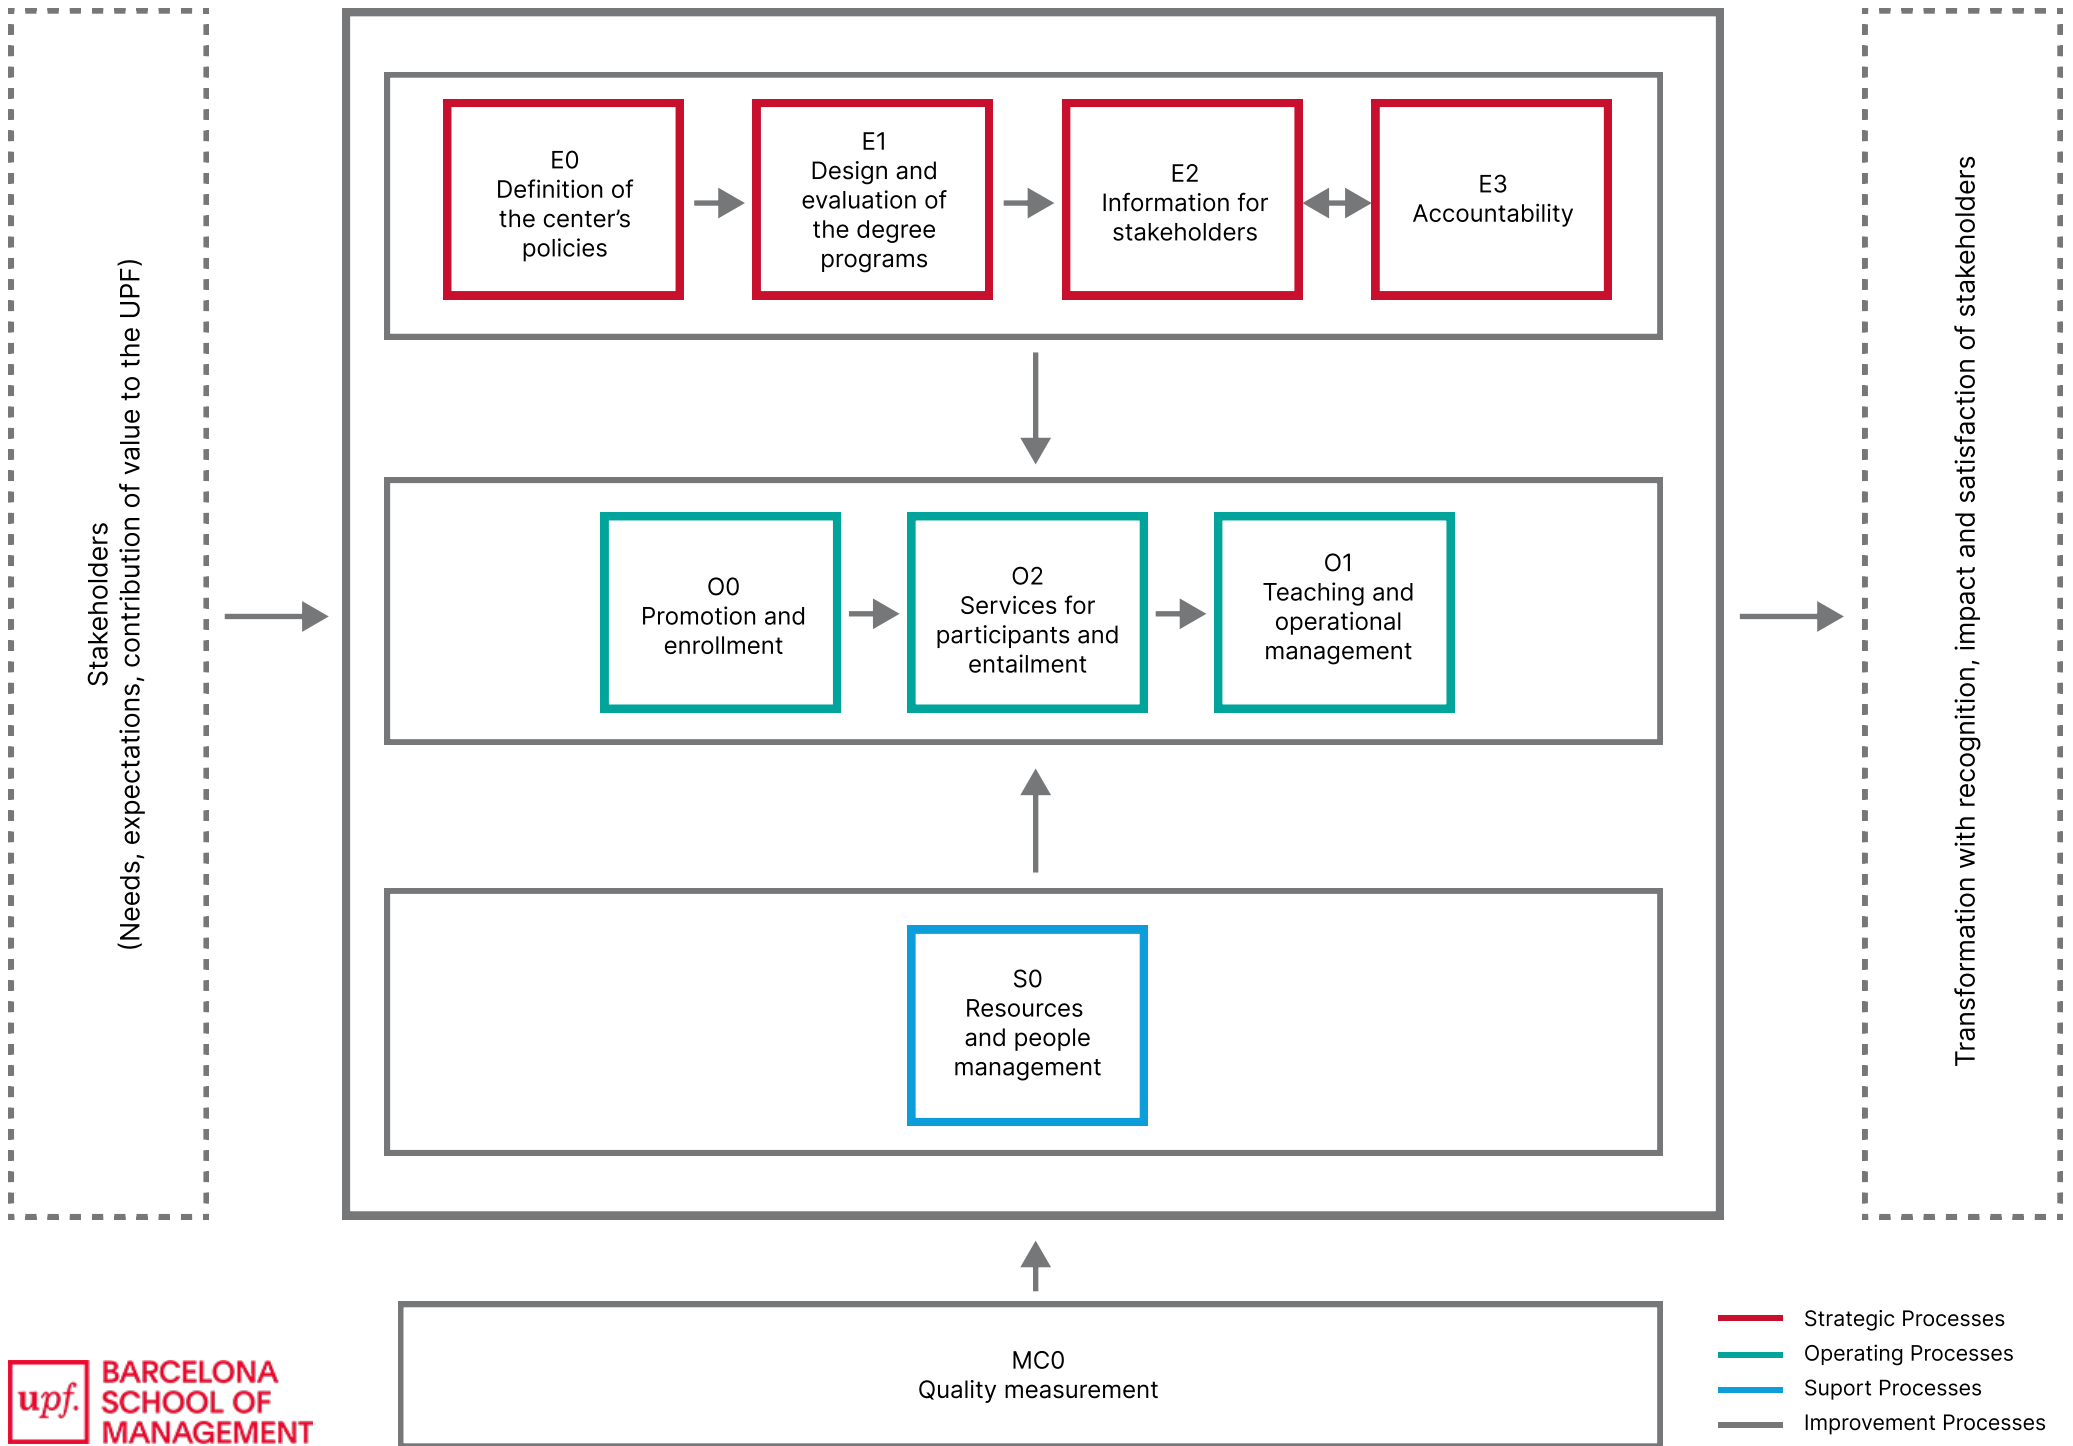 Stakeholders
(Needs, expectations, contribution of value to the UPF)
E0
Definition of
the center's
policies
E1
Design and
evaluation of
the degree
programs
E2
Information for
stakeholders
E3
Accountability
O0
Promotion and
enrollment
O2
Services for
participants and
entailment
O1
Teaching and
operational
management
S0
Resources
and people
management
Transformation with recognition, impact and satisfaction of stakeholders
MC0
Quality measurement
Strategic Processes
Operating Processes
Suport Processes
Improvement Processes
upf.
BARCELONA
SCHOOL OF
MANAGEMENT